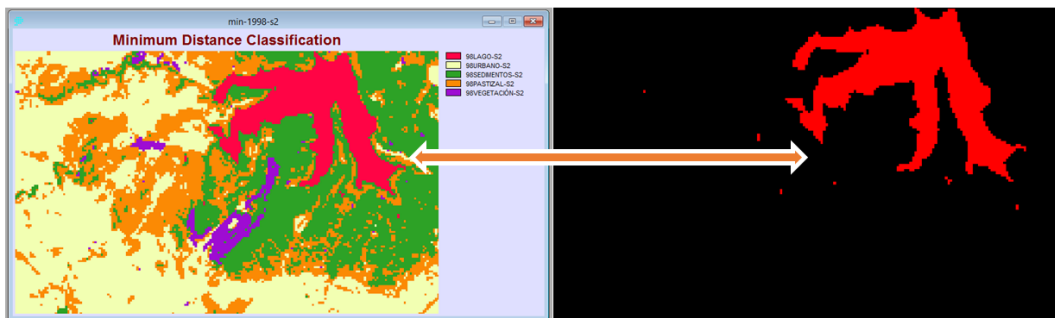 min-1998-s2
Minimum Distance Classification
98LAGO-S2
98URBANO-S2
98SEDIMENTOS-S2
98PASTIZAL-S2
98VEGETACIÓN-S2